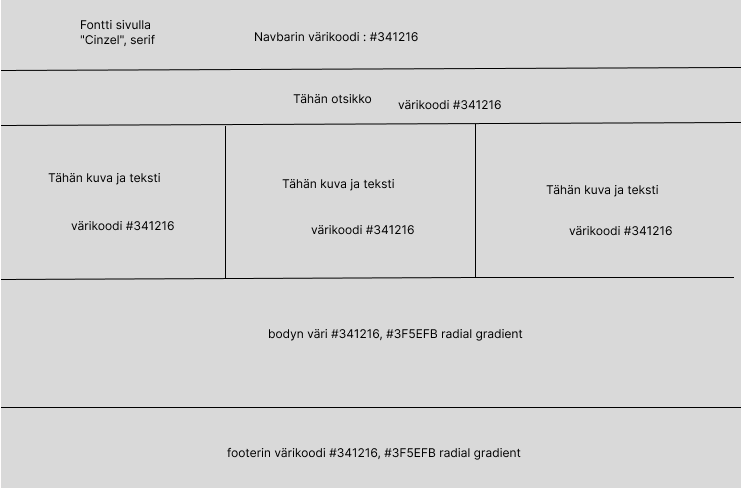 Fontti sivulla
"Cinzel", serif
Navbarin värikoodi : #341216
Tähän otsikko
värikoodi #341216
Tähän kuva ja teksti
värikoodi #341216
Tähän kuva ja teksti
värikoodi #341216
Tähän kuva ja teksti
värikoodi #341216
bodyn väri #341216, #3F5EFB radial gradient
footerin värikoodi #341216, #3F5EFB radial gradient